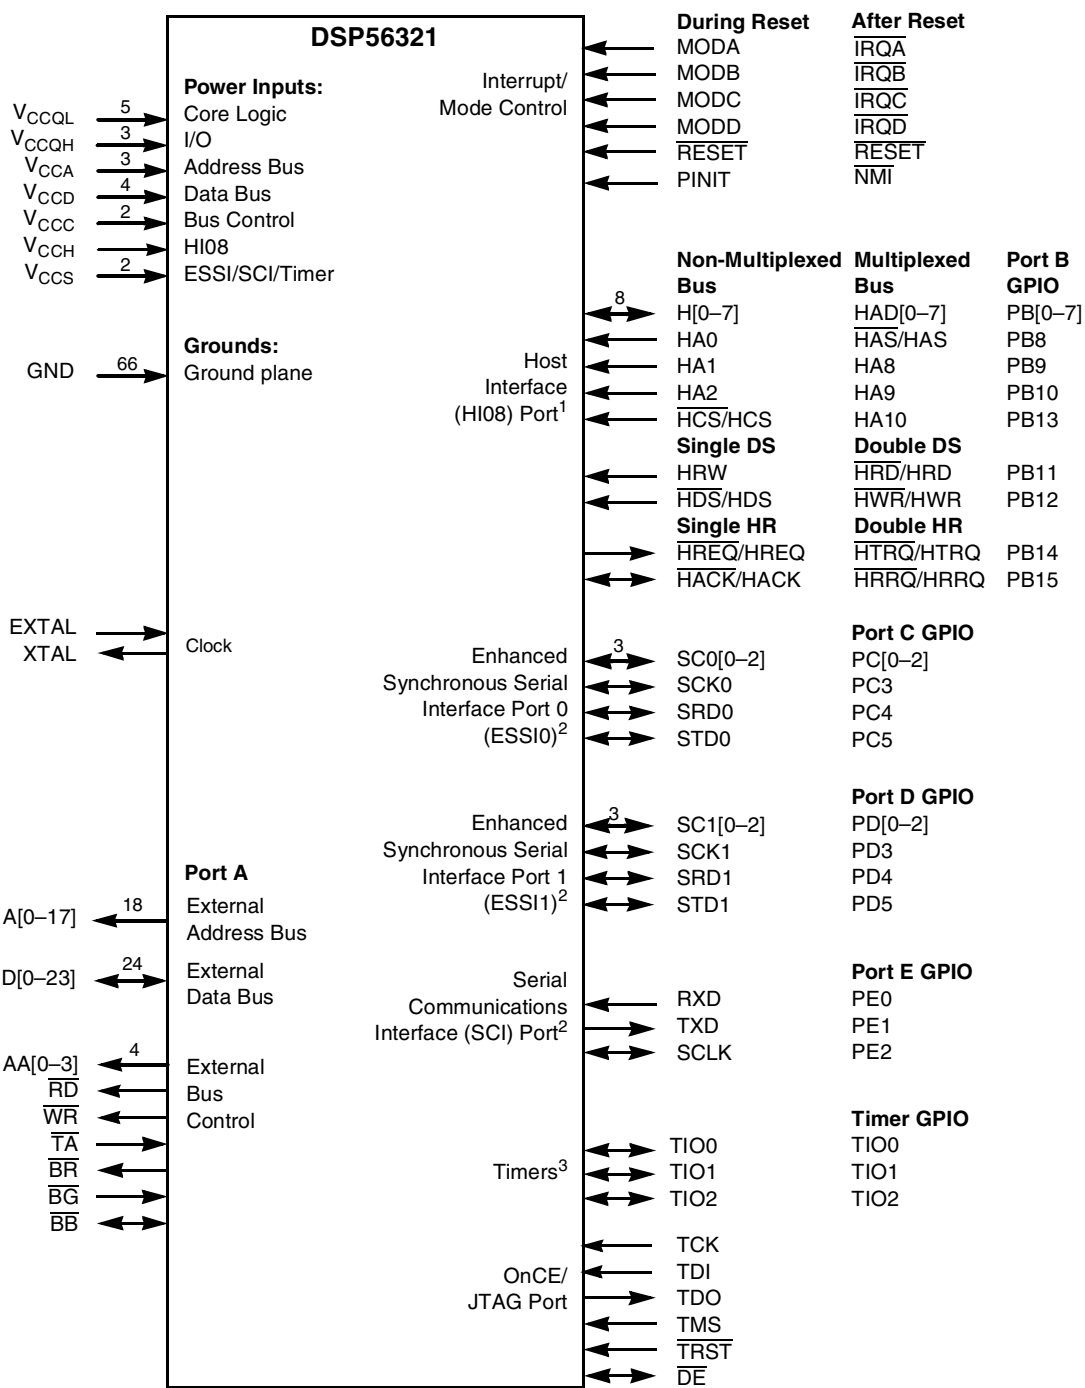 DSP56321
During Reset After Reset
MODA IRQA
MODB IRQB
MODC IRQC
MODD IRQD
RESET RESET
PINIT NMI
Interrupt/
Mode Control
Power Inputs:
VCCQL 5 Core Logic
VCCQH 3 I/O
VCCA 3 Address Bus
VCCD 4 Data Bus
VCCC 2 Bus Control
VCCH HI08
VCCS 2 ESSI/SCI/Timer
Grounds:
GND 66 Ground plane
Non-Multiplexed Multiplexed Port B
Bus Bus GPIO
8 H[0–7] HAD[0–7] PB[0–7]
HA0 HAS/HAS PB8
HA1 HA8 PB9
HA2 HA9 PB10
HCS/HCS HA10 PB13
Single DS Double DS
HRW HRD/HRD PB11
HDS/HDS HWR/HWR PB12
Single HR Double HR
HREQ/HREQ HTRQ/HTRQ PB14
HACK/HACK HRRQ/HRRQ PB15
Host
Interface
(HI08) Port1
EXTAL
XTAL
Clock
Port C GPIO
3 SC0[0–2] PC[0–2]
SCK0 PC3
SRD0 PC4
STD0 PC5
Enhanced
Synchronous Serial
Interface Port 0
(ESSI0)2
Port D GPIO
3 SC1[0–2] PD[0–2]
SCK1 PD3
SRD1 PD4
STD1 PD5
Enhanced
Synchronous Serial
Interface Port 1
(ESSI1)2
Port A
A[0–17] 18 External
Address Bus
D[0–23] 24 External
Data Bus
AA[0–3] 4 External
RD Bus
WR Control
TA
BR
BG
BB
Port E GPIO
RXD PE0
TXD PE1
SCLK PE2
Serial
Communications
Interface (SCI) Port2
Timer GPIO
TIO0 TIO0
Timers3 TIO1 TIO1
TIO2 TIO2
TCK
TDI
TDO
TMS
TRST
DE
OnCE/
JTAG Port